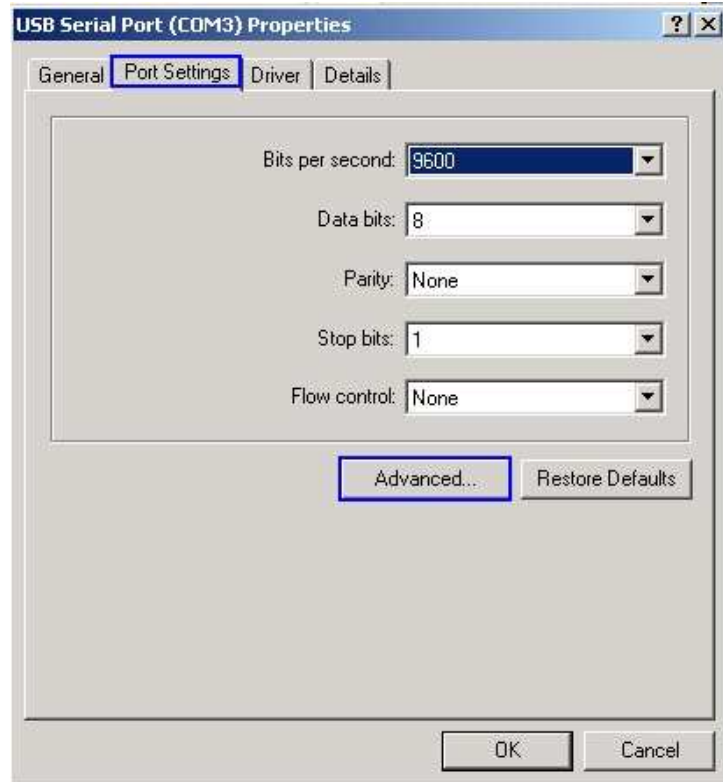 USB Serial Port (COM3) Properties ? X
General Port Settings Driver Details
Bits per second: 9600
Data bits: 8
Parity: None
Stop bits: 1
Flow control: None
Advanced... Restore Defaults
OK Cancel